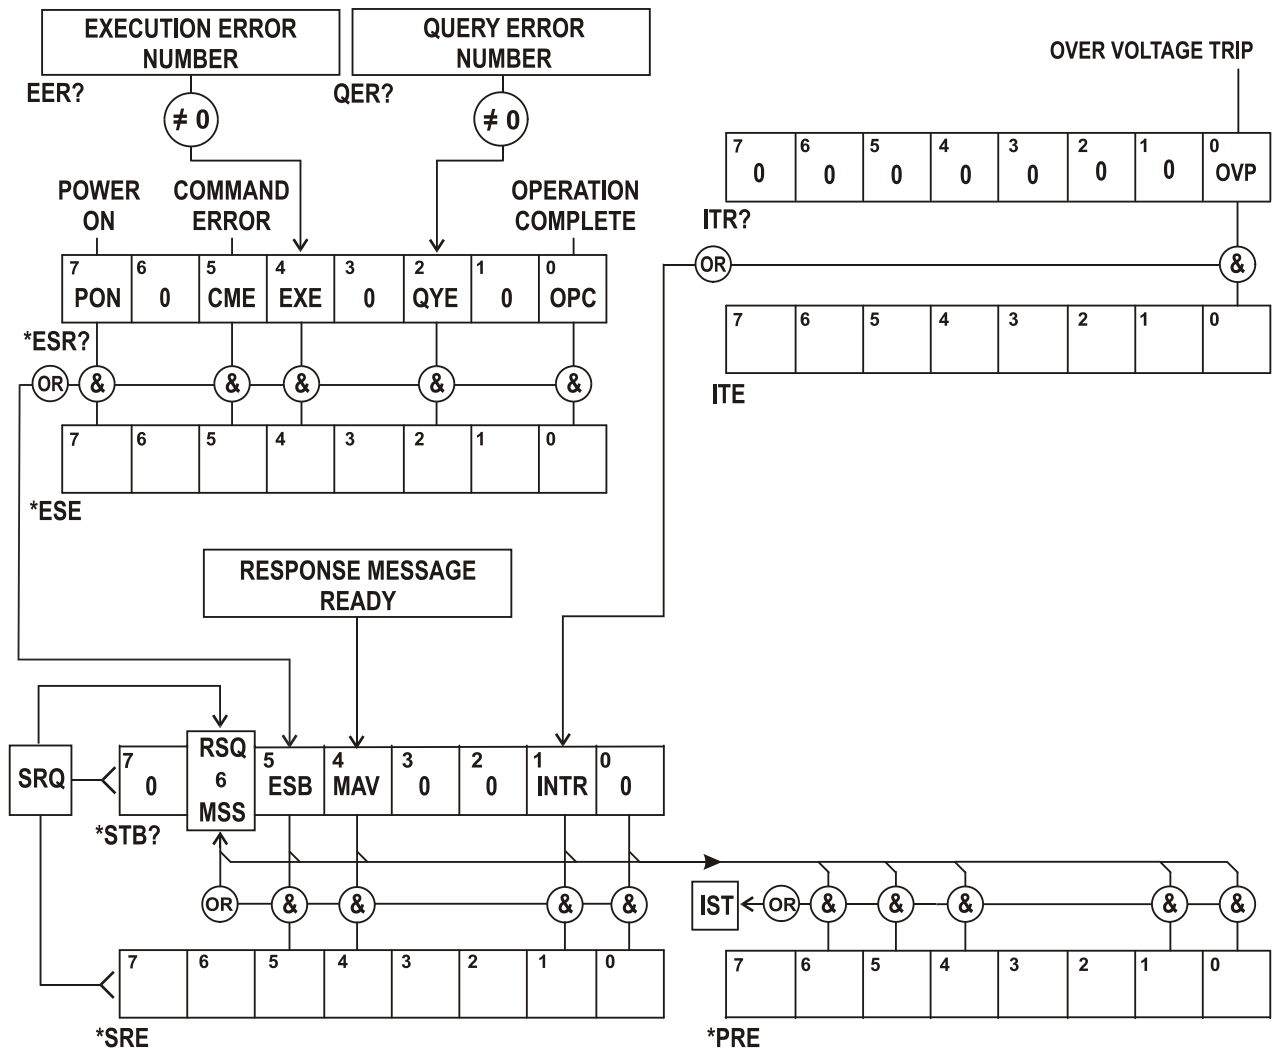 EXECUTION ERROR
NUMBER
EER?
≠ 0
QUERY ERROR
NUMBER
QER?
≠ 0
OVER VOLTAGE TRIP
7 6 5 4 3 2 1 0
0 0 0 0 0 0 0 OVP
ITR?
OR
&
7 6 5 4 3 2 1 0
ITE
POWER
ON
COMMAND
ERROR
OPERATION
COMPLETE
7 6 5 4 3 2 1 0
PON 0 CME EXE 0 QYE 0 OPC
*ESR?
OR & & & & &
7 6 5 4 3 2 1 0
*ESE
RESPONSE MESSAGE
READY
SRQ
7 RSQ 5 4 3 2 1 0
0 6 ESB MAV 0 0 INTR 0
MSS
*STB?
OR & & & &
7 6 5 4 3 2 1 0
*SRE
IST OR & & & & &
7 6 5 4 3 2 1 0
*PRE